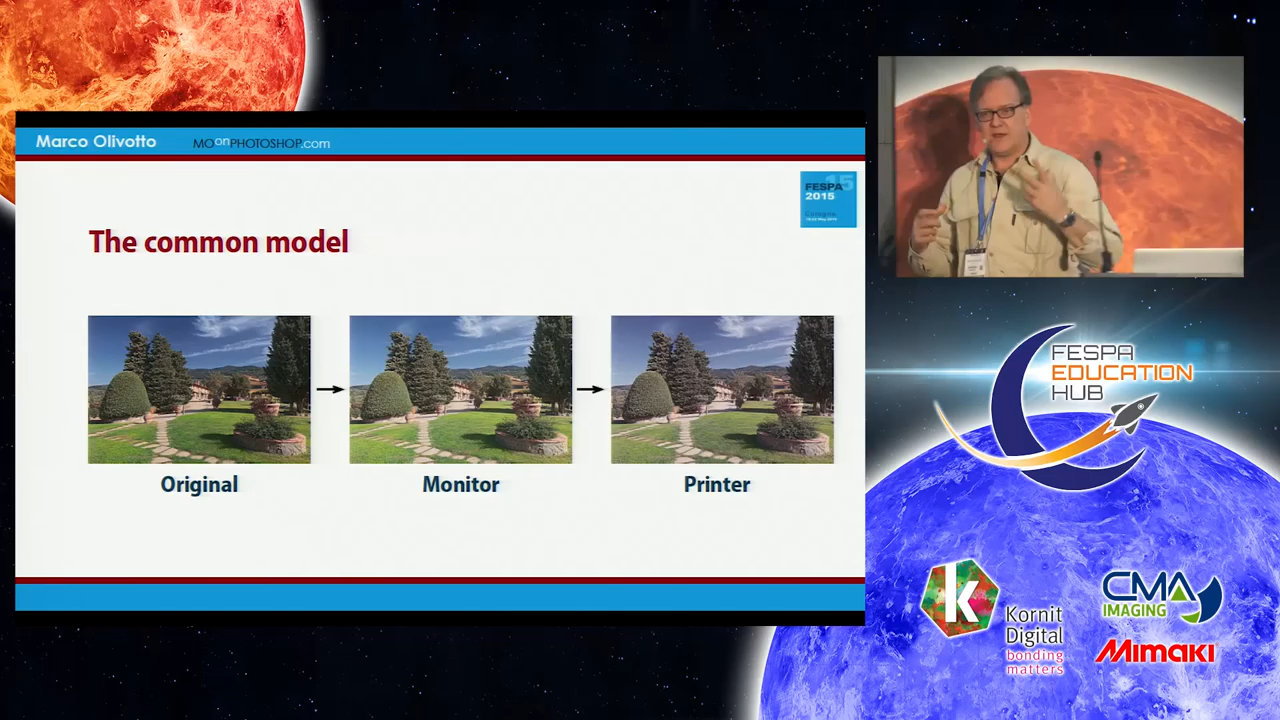 Marco Olivotto
MOonPHOTOSHOP.com
15
FESPA
2015
The common model
Original
Monitor
Printer
FESPA
EDUCATION
HUB
k
Kornit
Digital
bonding
matters
CMA
IMAGING
Mimaki